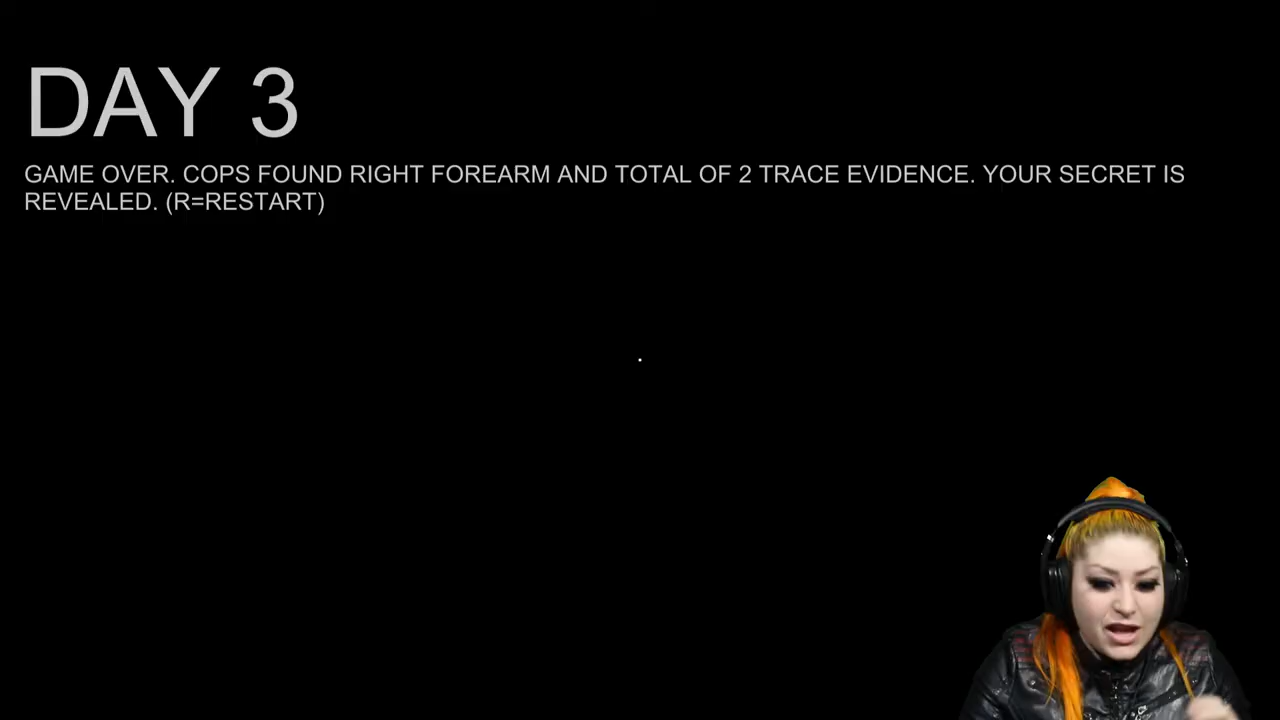 DAY 3
GAME OVER. COPS FOUND RIGHT FOREARM AND TOTAL OF 2 TRACE EVIDENCE. YOUR SECRET IS
REVEALED. (R=RESTART)